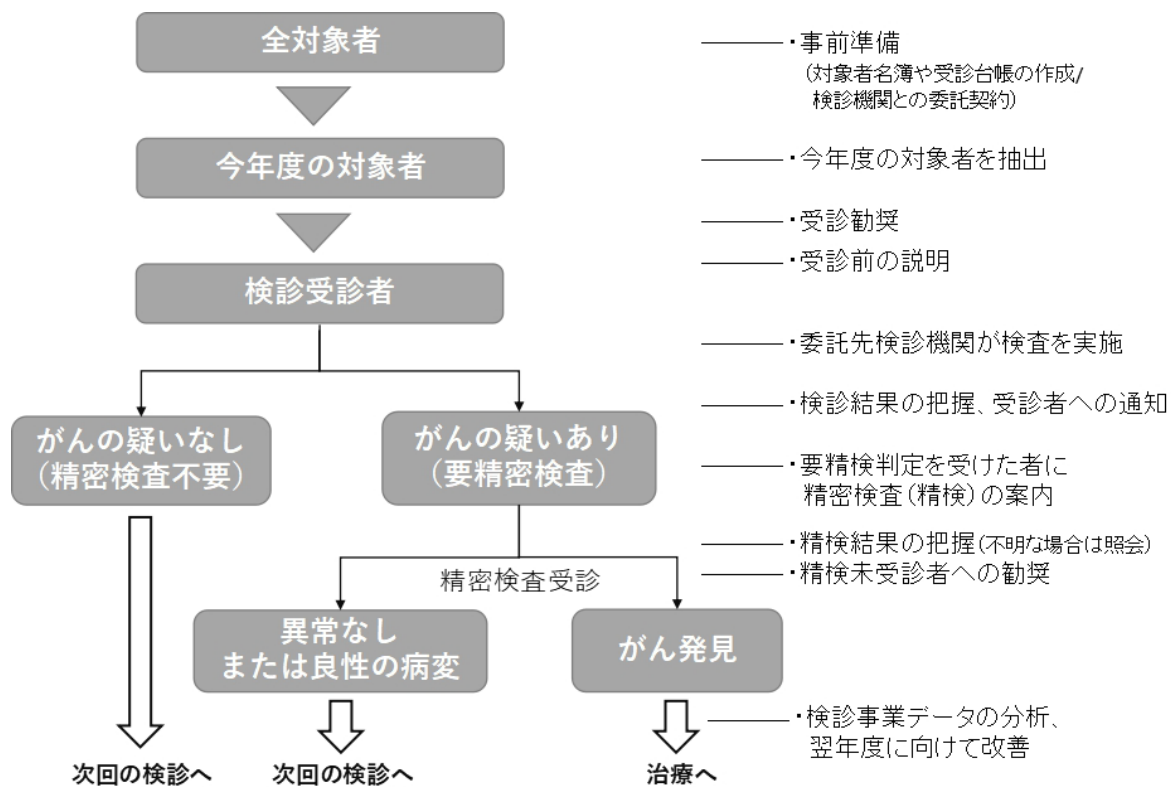 全対象者
今年度の対象者
検診受診者
がんの疑いなし
（精密検査不要）
がんの疑いあり
（要精密検査）
精密検査受診
異常なし
または良性の病変
がん発見
次回の検診へ
次回の検診へ
治療へ
・事前準備
（対象者名簿や受診台帳の作成/
検診機関との委託契約）
・今年度の対象者を抽出
・受診勧奨
・受診前の説明
・委託先検診機関が検査を実施
・検診結果の把握、受診者への通知
・要精検判定を受けた者に
精密検査（精検）の案内
・精検結果の把握（不明な場合は照会）
・精検未受診者への勧奨
・検診事業データの分析、
翌年度に向けて改善